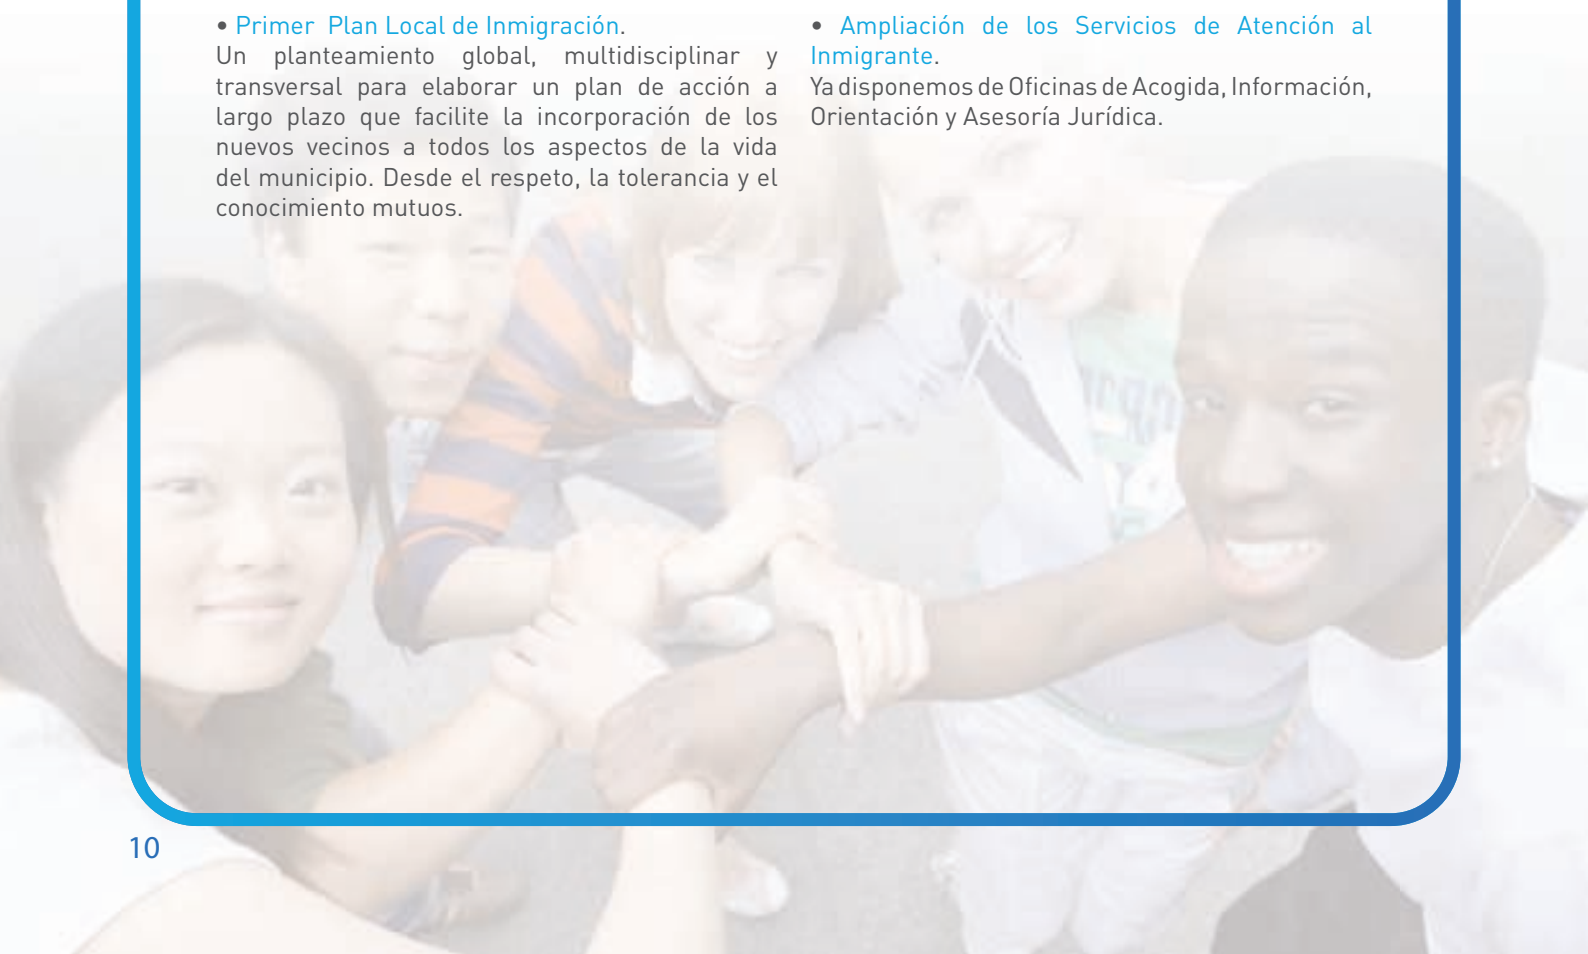 • Primer Plan Local de Inmigración.
Un planteamiento global, multidisciplinar y
transversal para elaborar un plan de acción a
largo plazo que facilite la incorporación de los
nuevos vecinos a todos los aspectos de la vida
del municipio. Desde el respeto, la tolerancia y el
conocimiento mutuos.
• Ampliación de los Servicios de Atención al
Inmigrante.
Ya disponemos de Oficinas de Acogida, Información,
Orientación y Asesoría Jurídica.
10